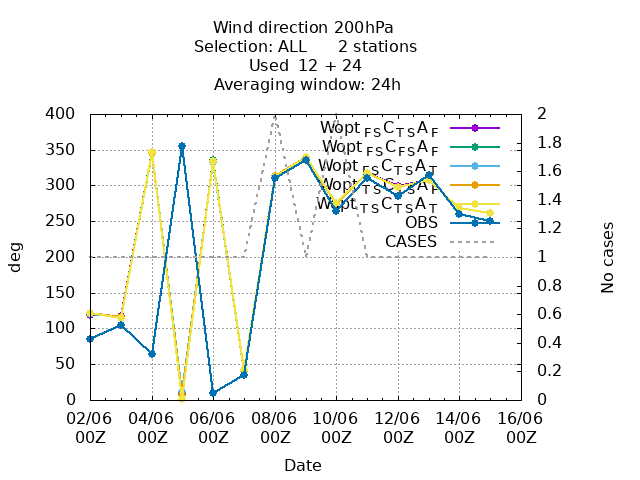 Wind direction 200hPa
Selection: ALL 2 stations
Used 12 + 24
Averaging window: 24h
400
350
300
250
200
150
100
50
0
deg
2
1.8
1.6
1.4
1.2
1
0.8
0.6
0.4
0.2
0
No cases
Wopt FS C TS A F
Wopt FS C FS A F
Wopt FS C TS A T
Wopt TS C FS A T
Wopt TS C TS A T
OBS
CASES
02/06 04/06 06/06 08/06 10/06 12/06 14/06 16/06
00Z 00Z 00Z 00Z 00Z 00Z 00Z 00Z
Date